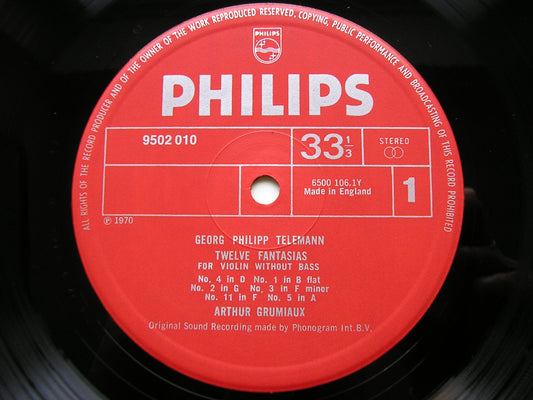 ALL RIGHTS OF THE RECORD PRODUCER AND OF THE OWNER OF THE WORK REPRODUCED RESERVED. COPYING, PUBLIC PERFORMANCE AND BROADCASTING OF THIS RECORD PROHIBITED
PHILIPS
PHILIPS
9502 010
33 1/3
STEREO
6500 106.1Y
Made in England
1
℗ 1970
GEORG PHILIPP TELEMANN
TWELVE FANTASIAS
FOR VIOLIN WITHOUT BASS
No. 4 in D No. 1 in B flat
No. 2 in G No. 3 in F minor
No. 11 in F No. 5 in A
ARTHUR GRUMIAUX
Original Sound Recording made by Phonogram Int.B.V.